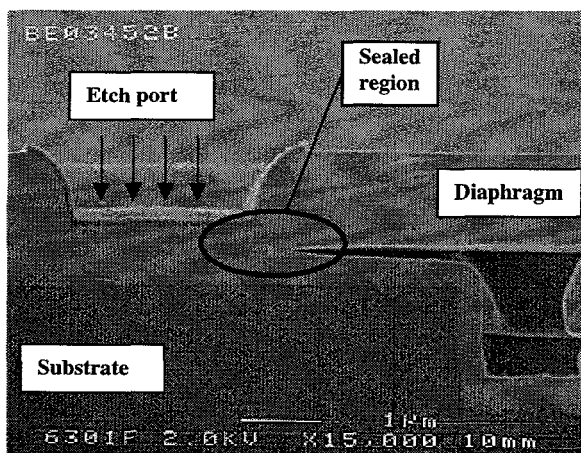 BE03452B
Sealed
region
Etch port
Diaphragm
Substrate
1µm
6301F 2.0KV X15,000 10mm